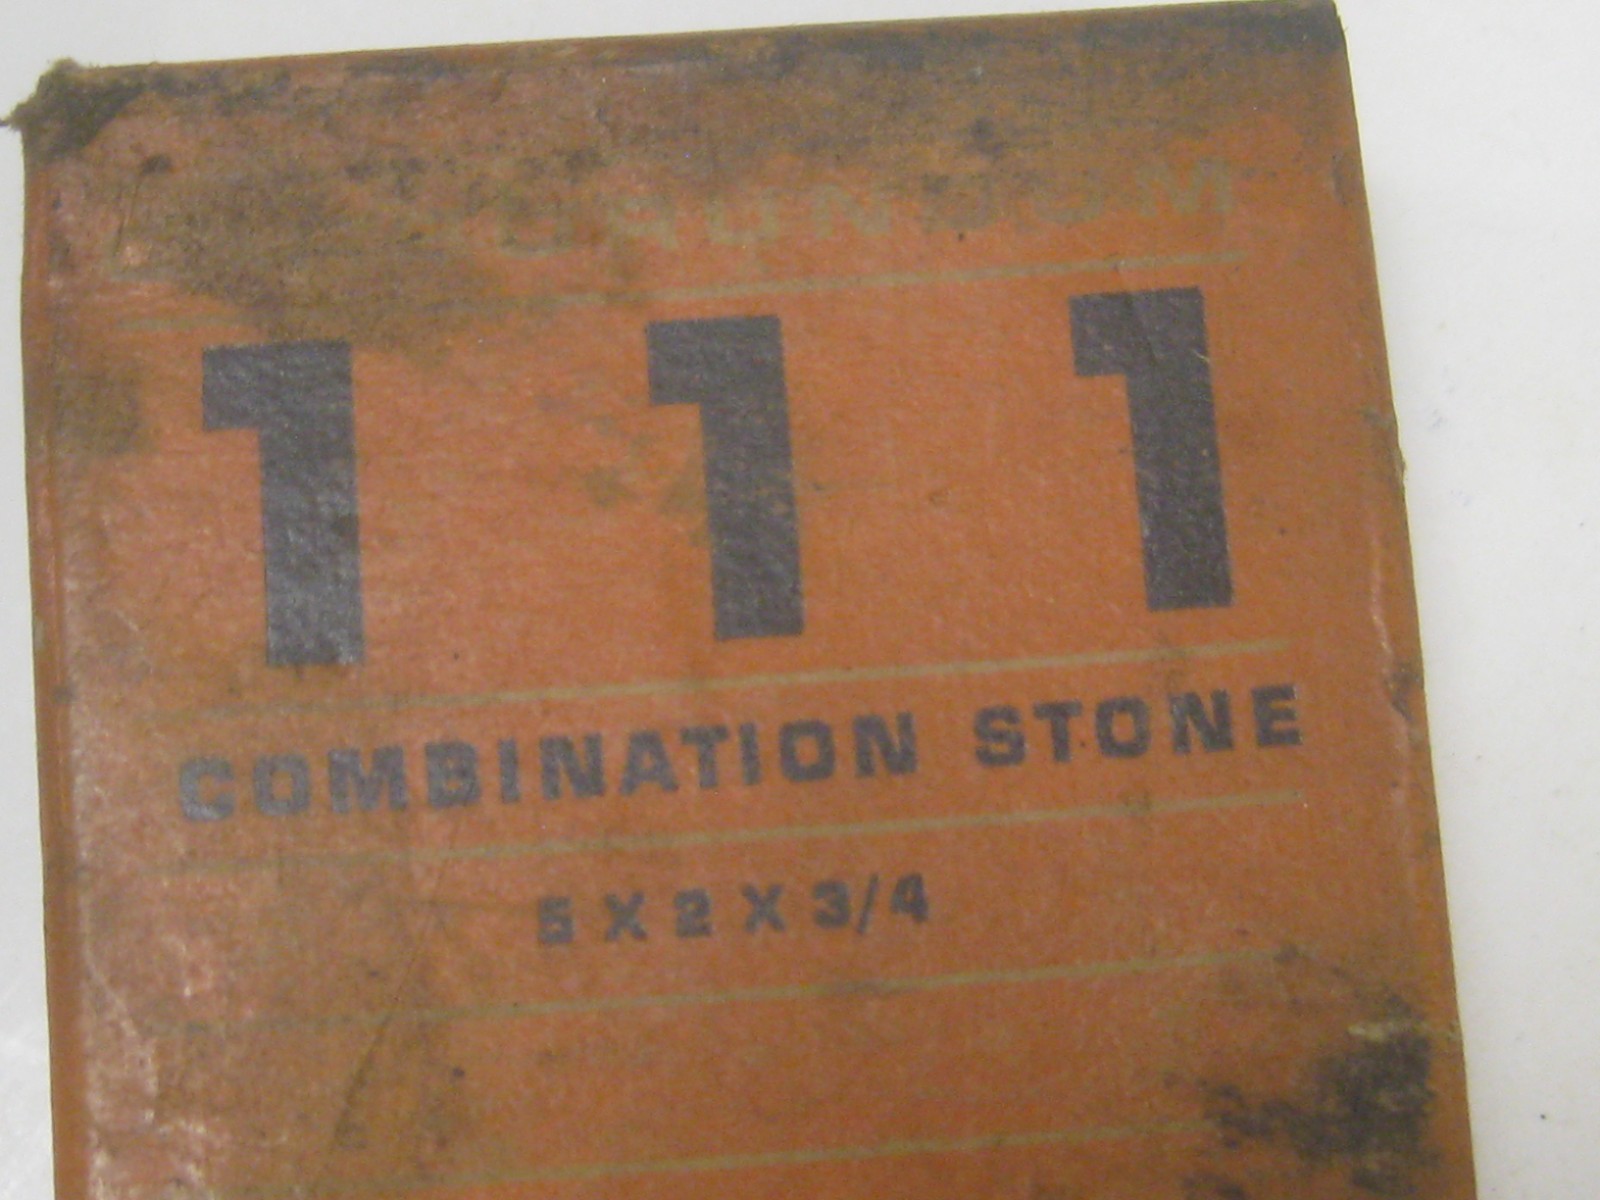 1 1 1
COMBINATION STONE
5 X 2 X 3/4